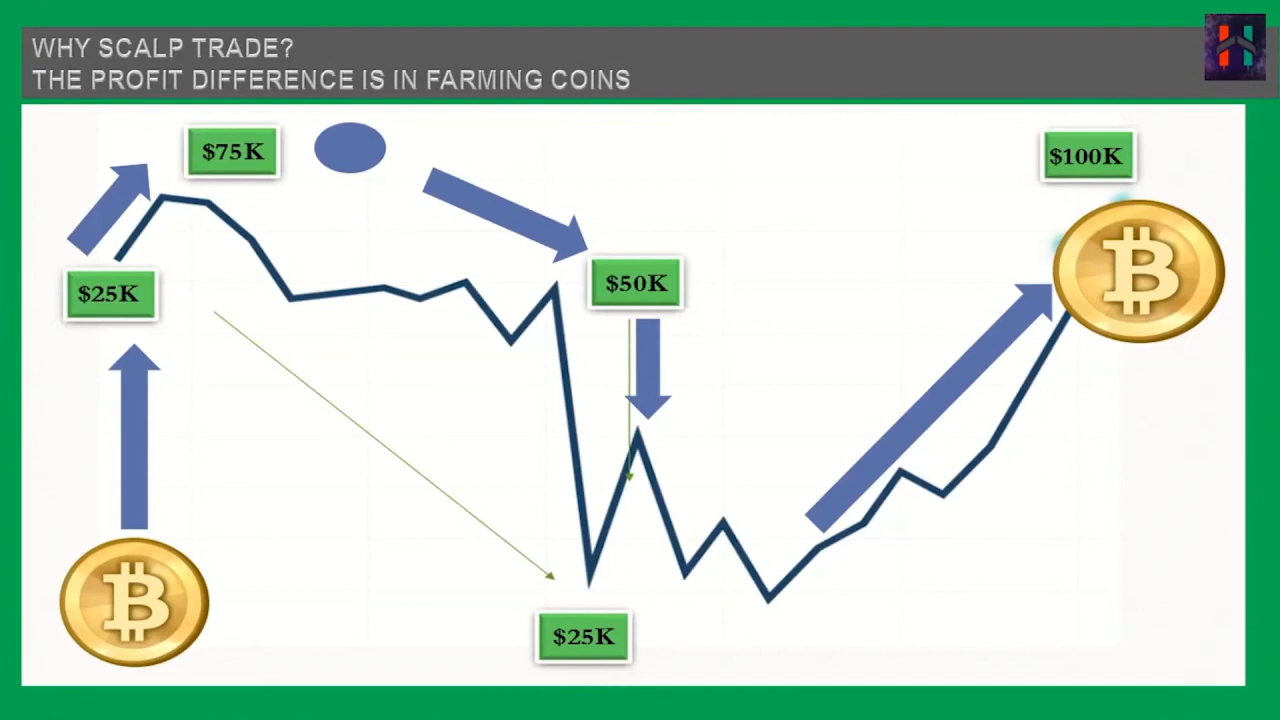 WHY SCALP TRADE?
THE PROFIT DIFFERENCE IS IN FARMING COINS
$75K
$100K
$50K
$25K
$25K